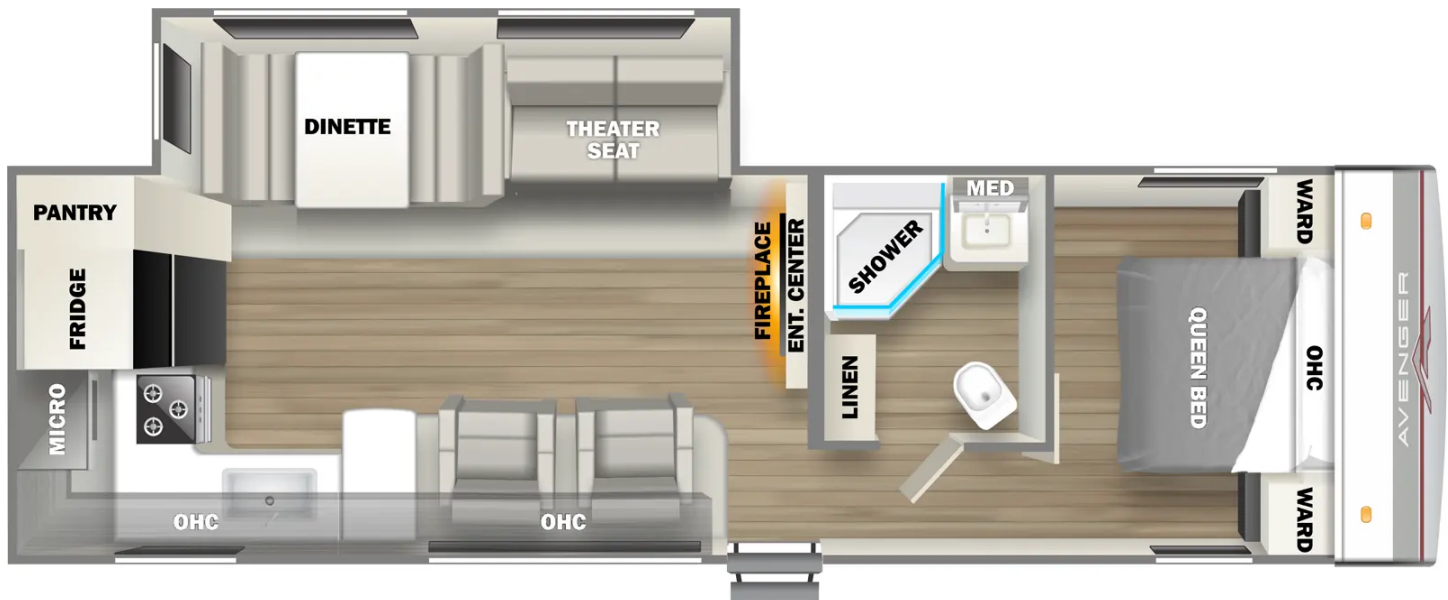 DINETTE
THEATER
SEAT
PANTRY
FRIDGE
MICRO
OHC
OHC
FIREPLACE
ENT. CENTER
SHOWER
MED
LINEN
WARD
QUEEN BED
OHC
WARD
AVENGER